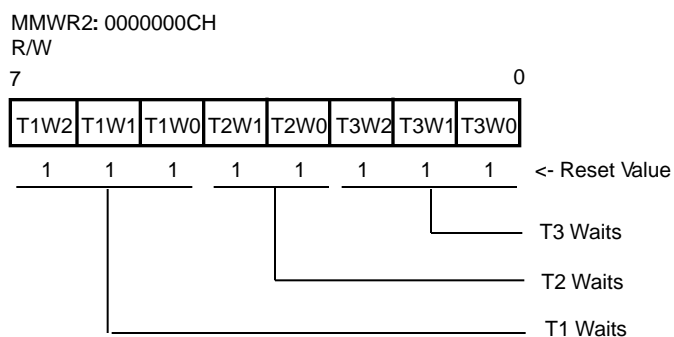 MMWR2: 0000000CH
R/W
7 0
T1W2 T1W1 T1W0 T2W1 T2W0 T3W2 T3W1 T3W0
1 1 1 1 1 1 1 1 <- Reset Value
T3 Waits
T2 Waits
T1 Waits